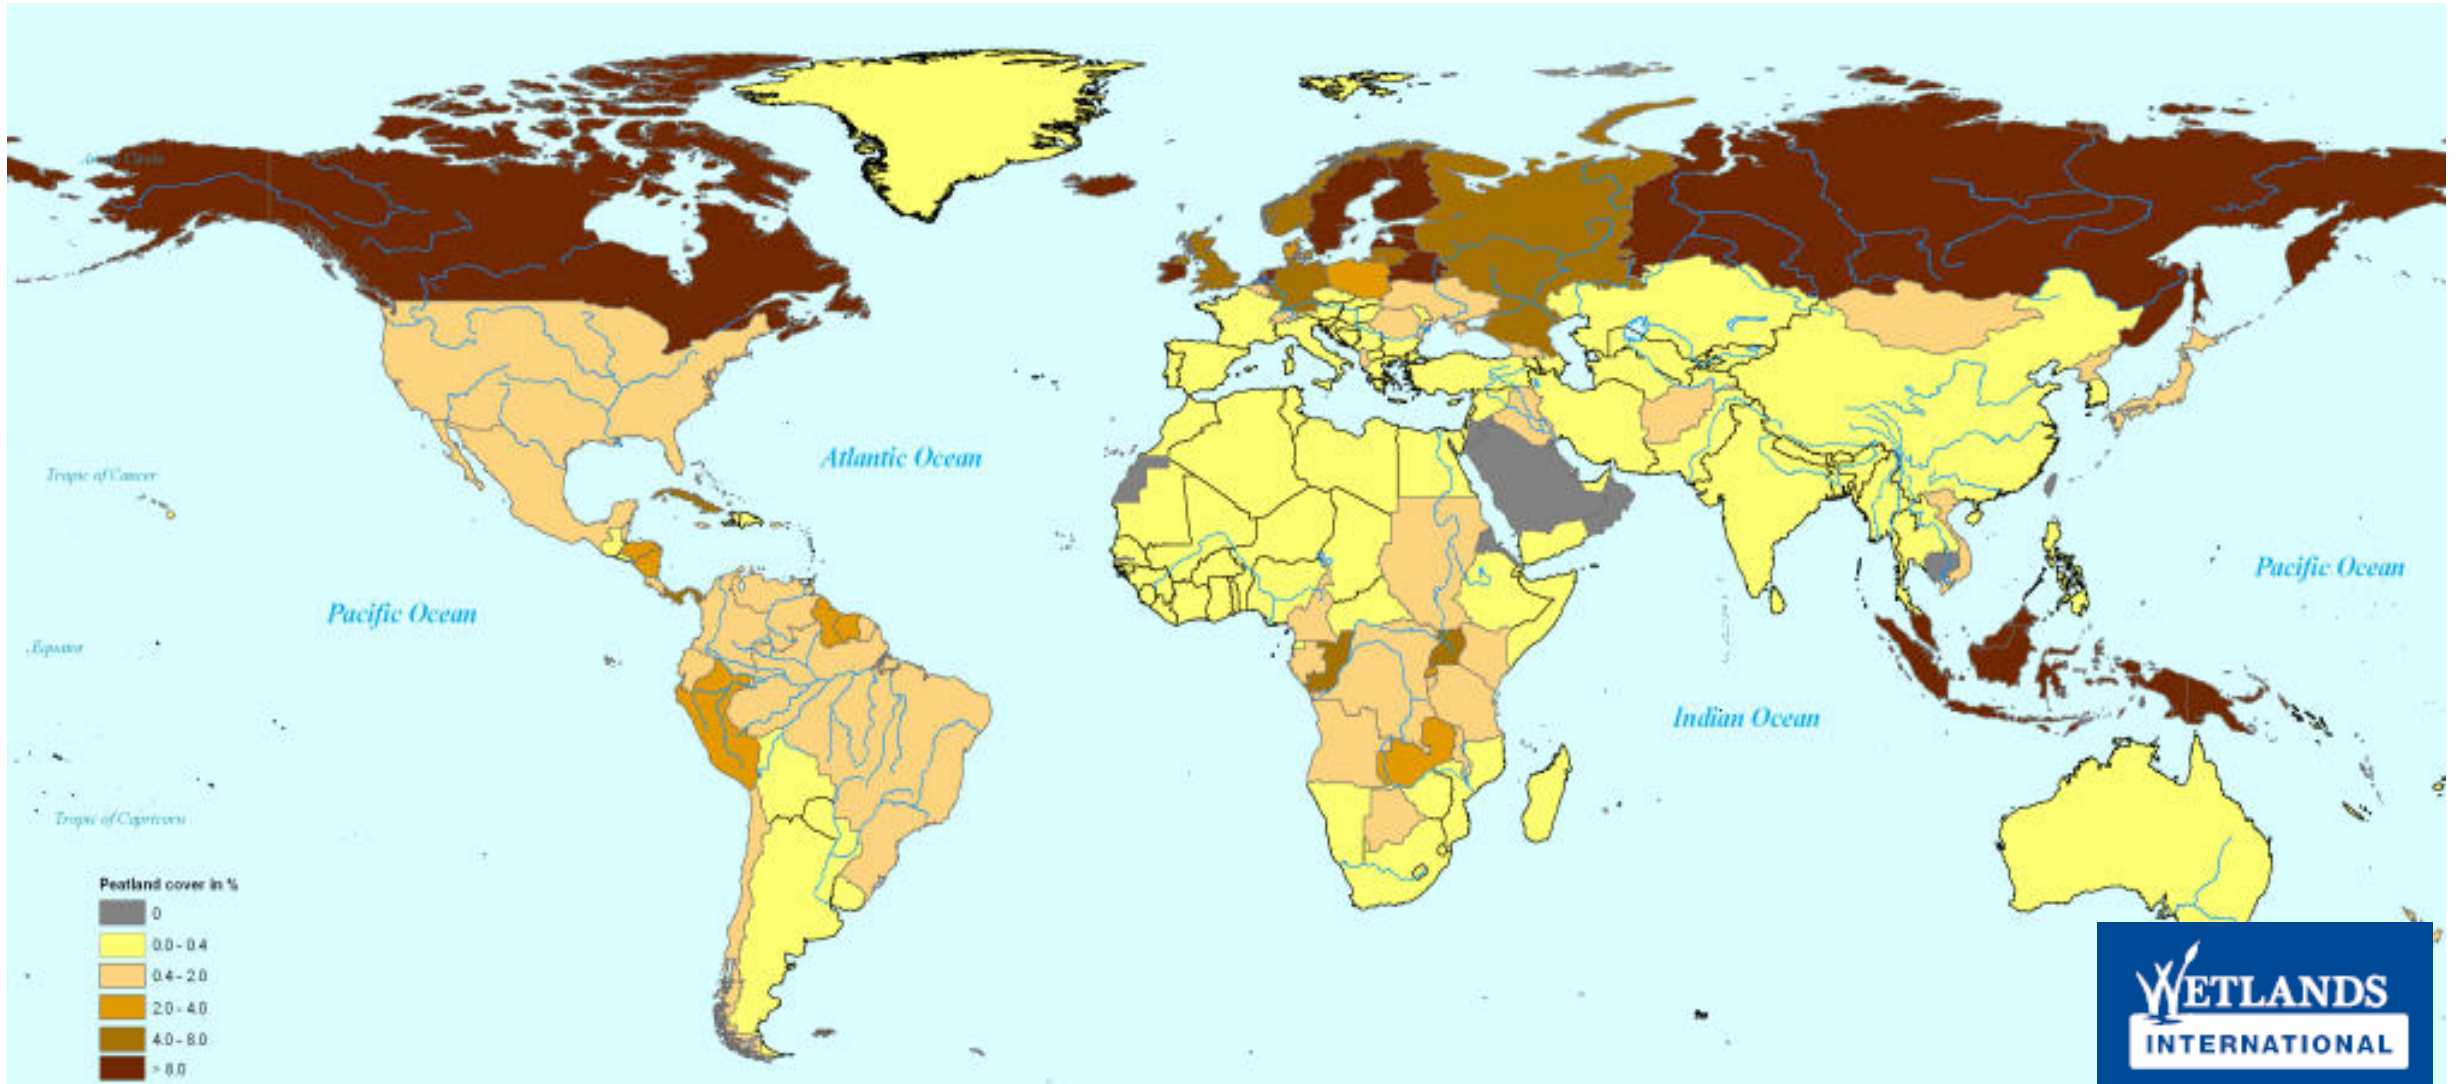 Arctic Circle
Atlantic Ocean
Tropic of Cancer
Pacific Ocean
Pacific Ocean
Equator
Indian Ocean
Tropic of Capricorn
Peatland cover in %
0
0.0 - 0.4
0.4 - 2.0
2.0 - 4.0
4.0 - 8.0
> 8.0
WETLANDS
INTERNATIONAL